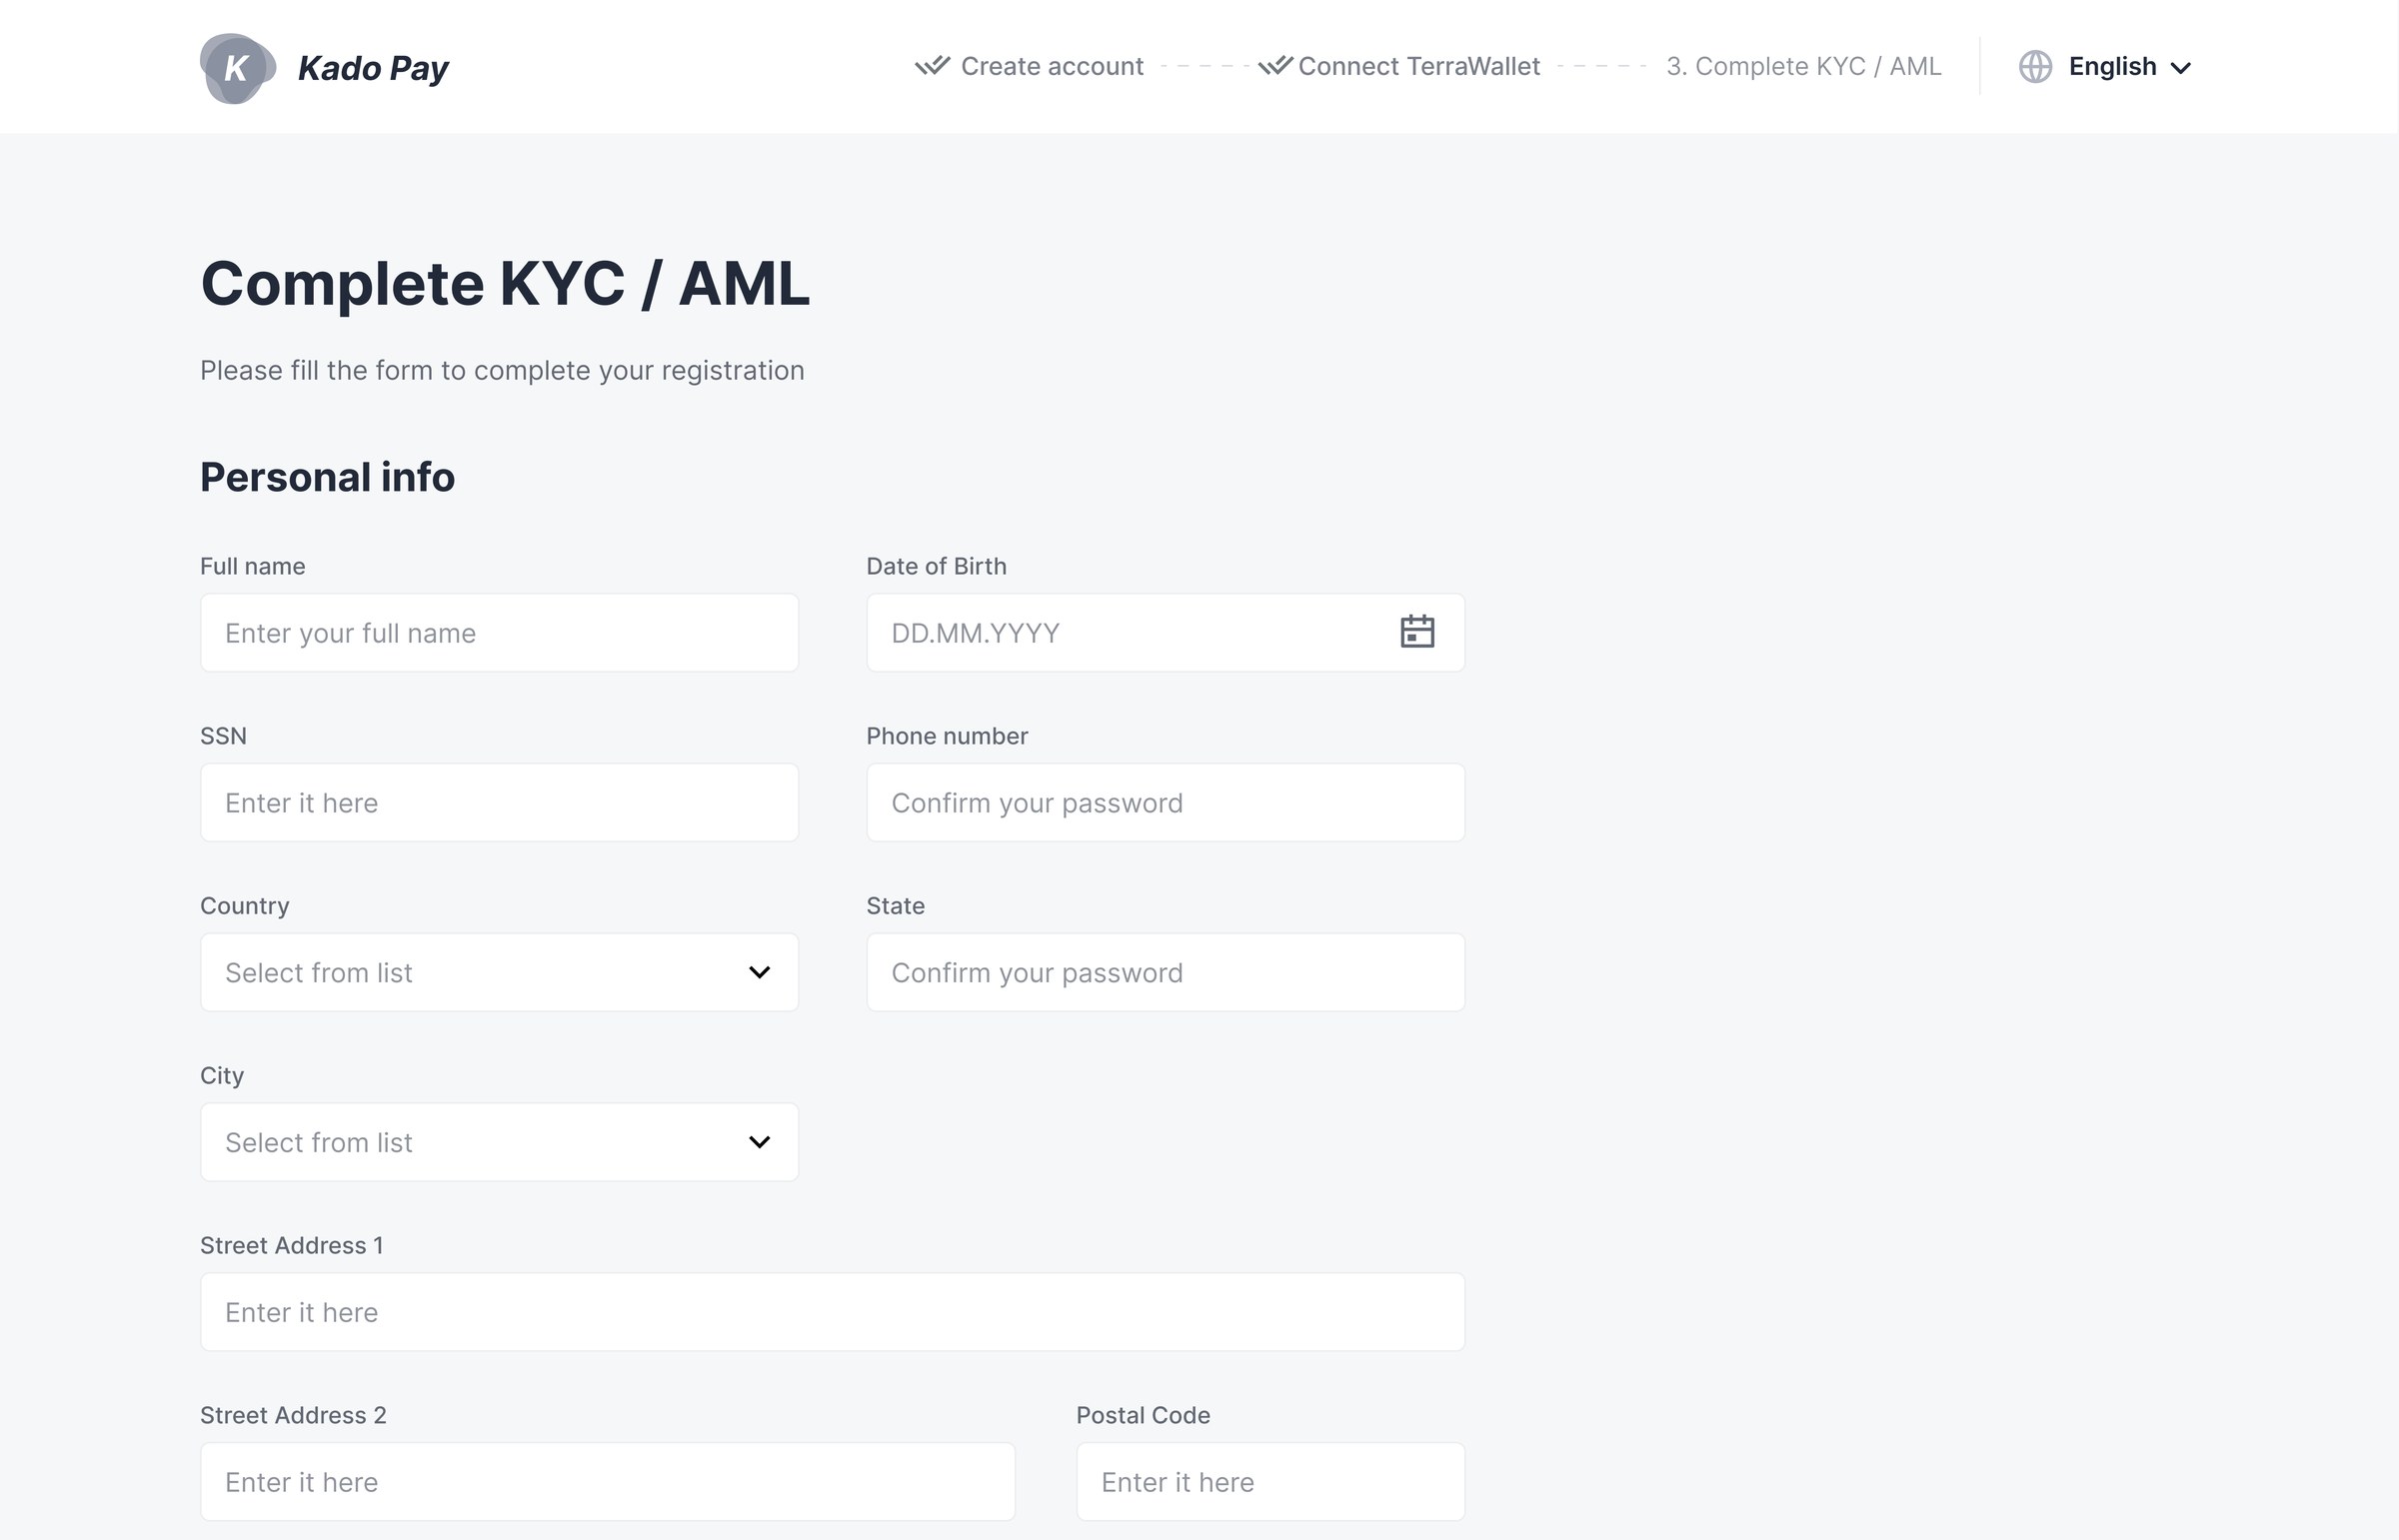 K Kado Pay
Create account Connect TerraWallet 3. Complete KYC / AML English
Complete KYC / AML
Please fill the form to complete your registration
Personal info
Full name Date of Birth
Enter your full name DD.MM.YYYY
SSN Phone number
Enter it here Confirm your password
Country State
Select from list Confirm your password
City
Select from list
Street Address 1
Enter it here
Street Address 2 Postal Code
Enter it here Enter it here